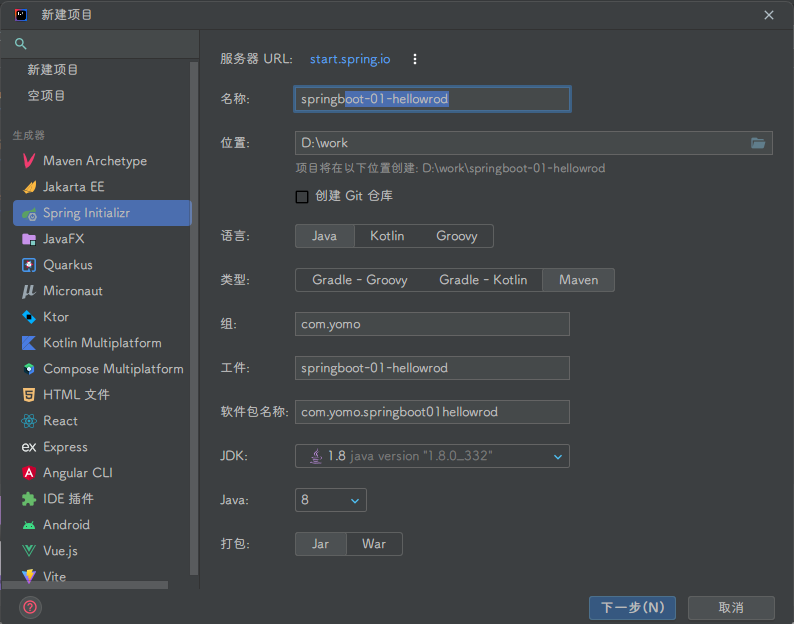 新建项目
新建项目
空项目
生成器
Maven Archetype
Jakarta EE
Spring Initializr
JavaFX
Quarkus
Micronaut
Ktor
Kotlin Multiplatform
Compose Multiplatform
HTML 文件
React
ex Express
Angular CLI
IDE 插件
Android
Vue.js
Vite
服务器 URL: start.spring.io
名称: springboot-01-hellowrod
位置: D:\work
项目将在以下位置创建: D:\work\springboot-01-hellowrod
创建 Git 仓库
语言: Java Kotlin Groovy
类型: Gradle - Groovy Gradle - Kotlin Maven
组: com.yomo
工件: springboot-01-hellowrod
软件包名称: com.yomo.springboot01hellowrod
JDK: 1.8 java version "1.8.0_332"
Java: 8
打包: Jar War
? 下一步(N) 取消